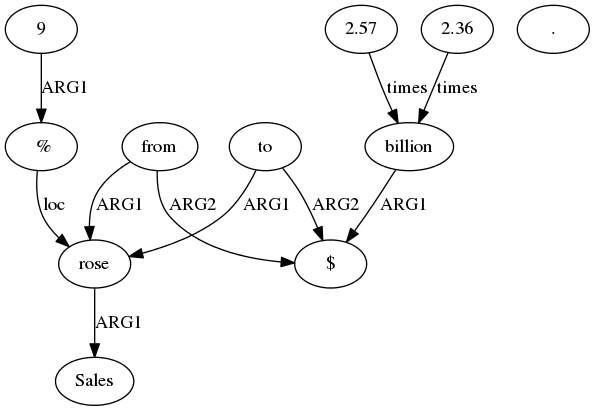 9 2.57 2.36 .
ARG1 times times
% from to billion
loc ARG1 ARG2 ARG1 ARG2 ARG1
rose $
ARG1
Sales